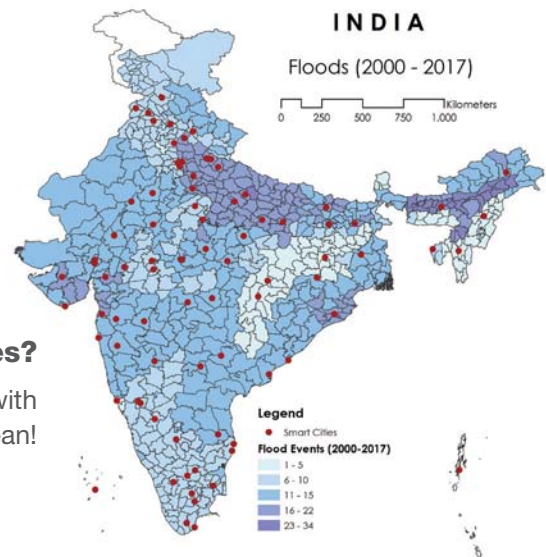 INDIA
Floods (2000 - 2017)
Kilometers
0 250 500 750 1,000
es?
with
ean!
Legend
Smart Cities
Flood Events (2000-2017)
1 - 5
6 - 10
11 - 15
16 - 22
23 - 34